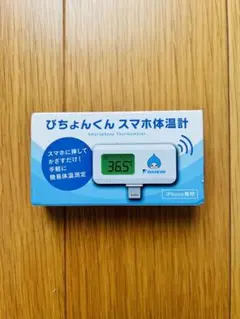 ぴちょんくん スマホ体温計
Smartphone Thermometer
スマホに挿して
かざすだけ!
手軽に
簡易体温測定
36.5
DAIKIN
iPhone専用